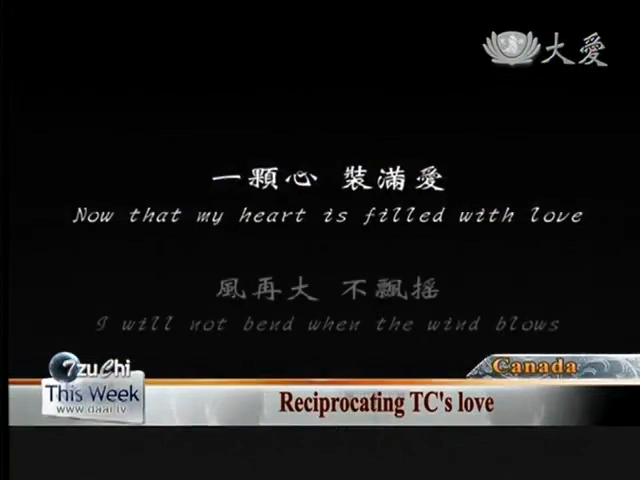 大愛
一顆心 裝滿愛
Now that my heart is filled with love
風再大 不飄搖
I will not bend when the wind blows
Tzu Chi
Canada
This Week
www.daai.tv
Reciprocating TC's love